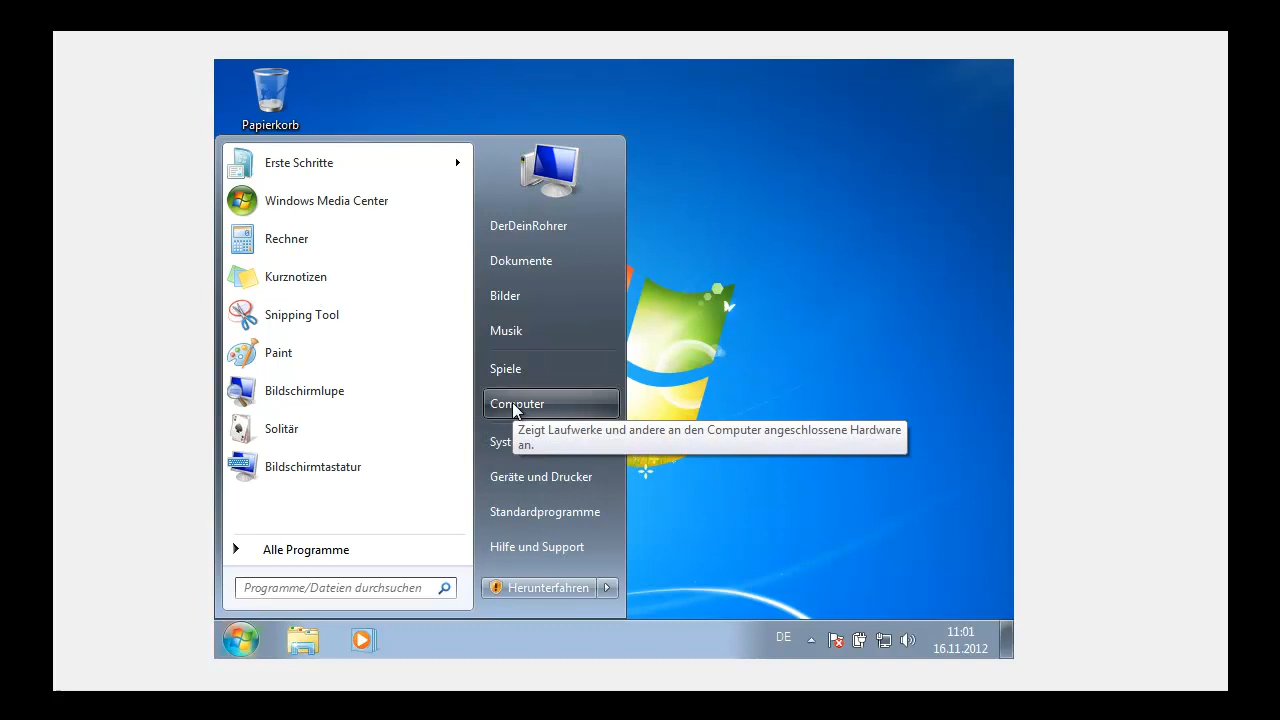 Papierkorb
Erste Schritte
Windows Media Center
Rechner
Kurznotizen
Snipping Tool
Paint
Bildschirmlupe
Solitär
Bildschirmtastatur
Alle Programme
Programme/Dateien durchsuchen
DerDeinRohrer
Dokumente
Bilder
Musik
Spiele
Computer
Zeigt Laufwerke und andere an den Computer angeschlossene Hardware
an.
Syst
Geräte und Drucker
Standardprogramme
Hilfe und Support
Herunterfahren
DE
11:01
16.11.2012